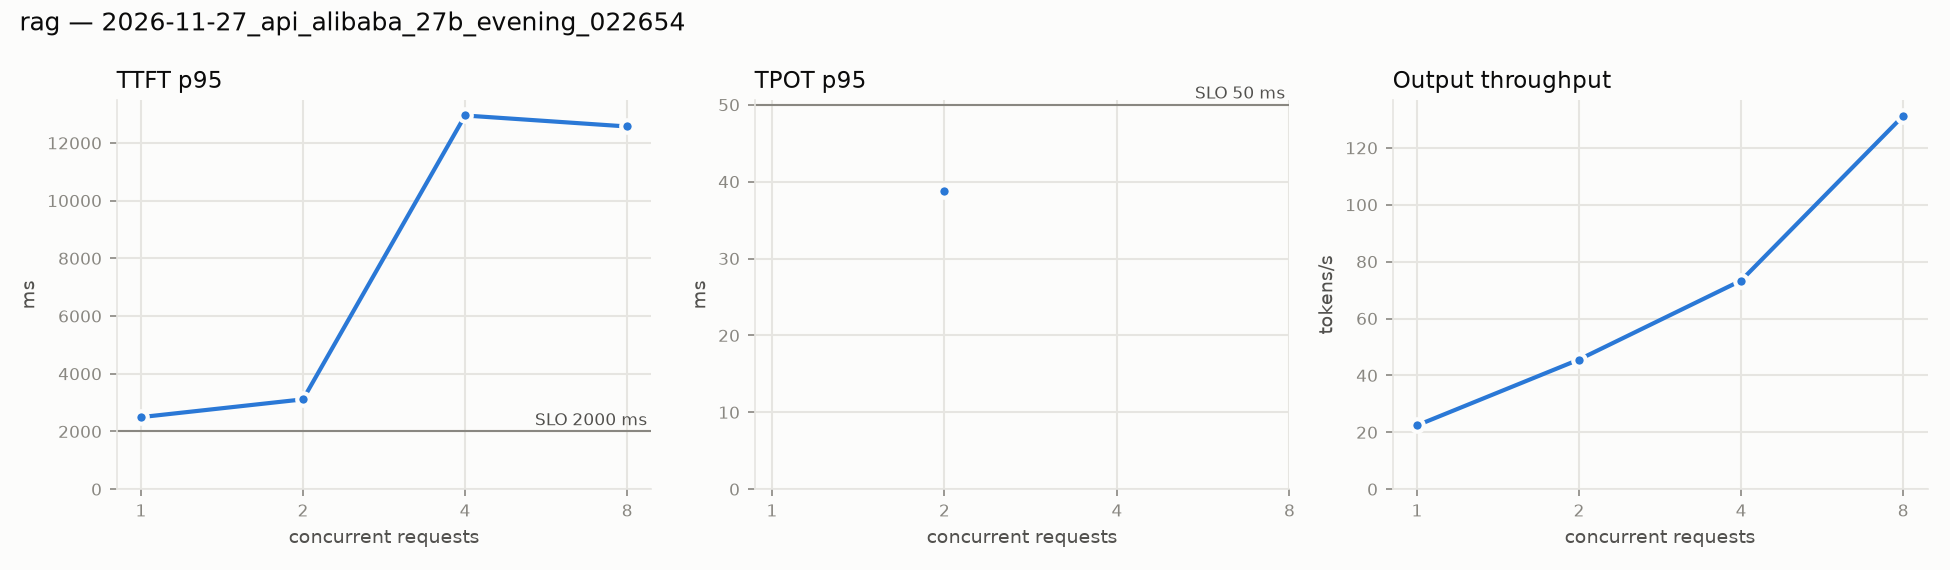 rag — 2026-11-27_api_alibaba_27b_evening_022654
TTFT p95
12000
10000
8000
6000
4000
2000
0
ms
SLO 2000 ms
1 2 4 8
concurrent requests
TPOT p95
SLO 50 ms
50
40
30
20
10
0
ms
1 2 4 8
concurrent requests
Output throughput
120
100
80
60
40
20
0
tokens/s
1 2 4 8
concurrent requests